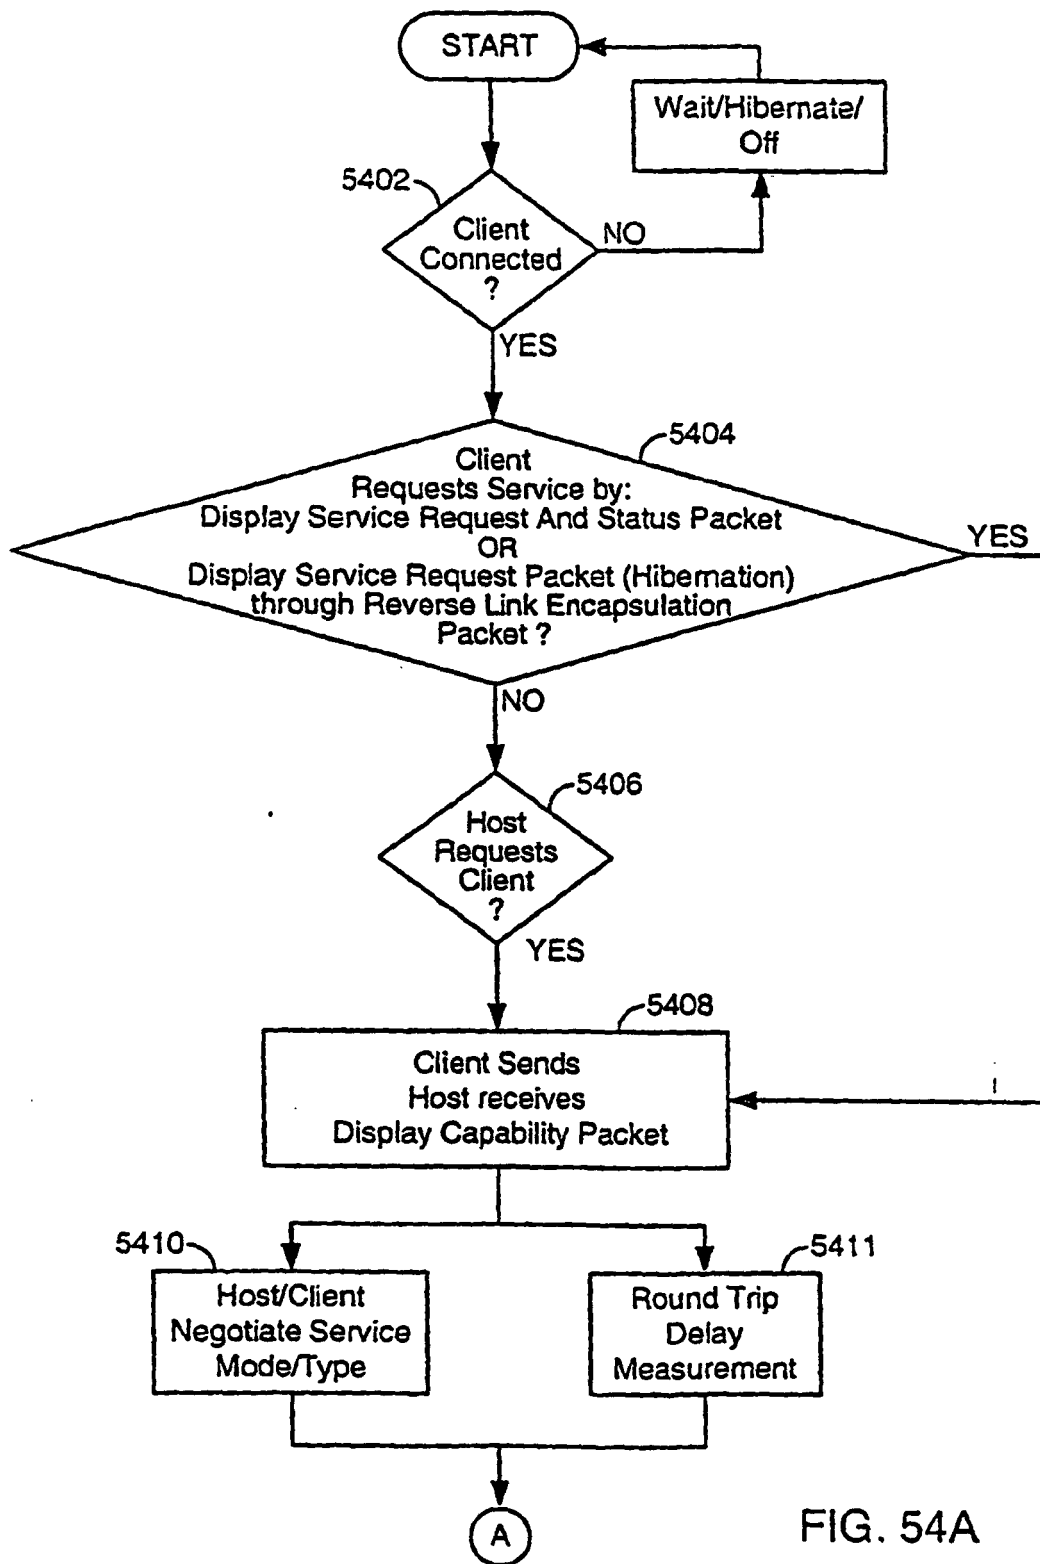 START
Wait/Hibernate/
Off
5402
Client
Connected
?
NO
YES
5404
Client
Requests Service by:
Display Service Request And Status Packet
OR
Display Service Request Packet (Hibernation)
through Reverse Link Encapsulation
Packet ?
YES
NO
5406
Host
Requests
Client
?
YES
5408
Client Sends
Host receives
Display Capability Packet
5410
Host/Client
Negotiate Service
Mode/Type
5411
Round Trip
Delay
Measurement
A
FIG. 54A